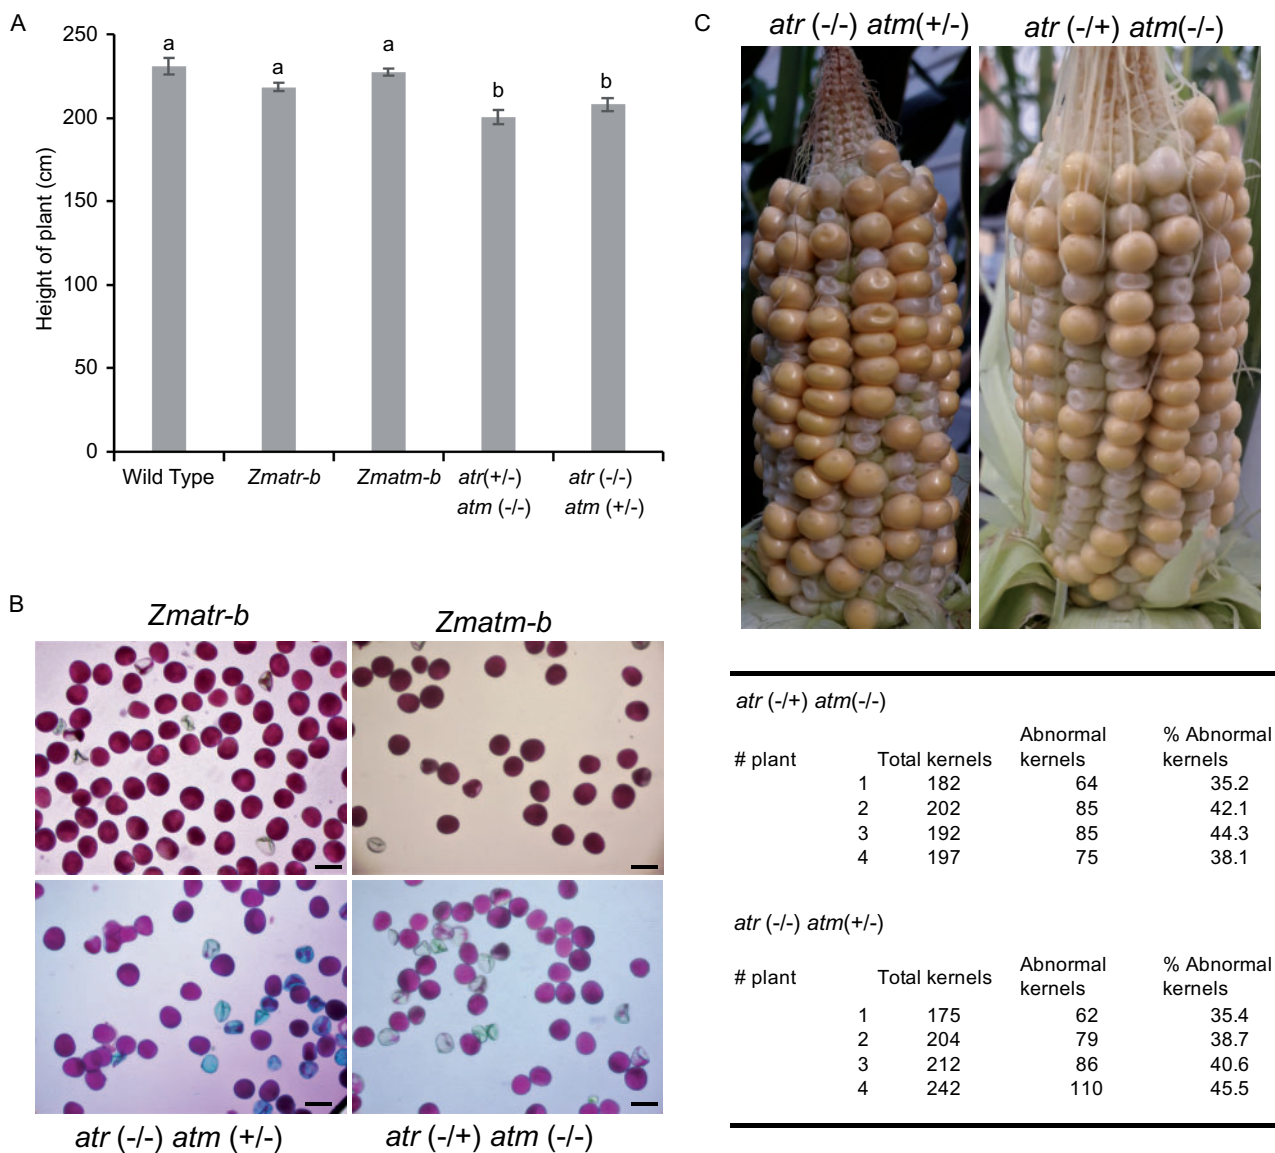 A
250
200
150
100
50
0
Height of plant (cm)
a
a
a
b
b
Wild Type
Zmatr-b
Zmatm-b
atr(+/-)
atm (-/-)
atr (-/-)
atm (+/-)
B
Zmatr-b
Zmatm-b
atr (-/-) atm (+/-)
atr (-/+) atm (-/-)
C
atr (-/-) atm(+/-)
atr (-/+) atm(-/-)
atr (-/+) atm(-/-)
# plant Total kernels Abnormal kernels % Abnormal kernels
1 182 64 35.2
2 202 85 42.1
3 192 85 44.3
4 197 75 38.1
atr (-/-) atm(+/-)
# plant Total kernels Abnormal kernels % Abnormal kernels
1 175 62 35.4
2 204 79 38.7
3 212 86 40.6
4 242 110 45.5